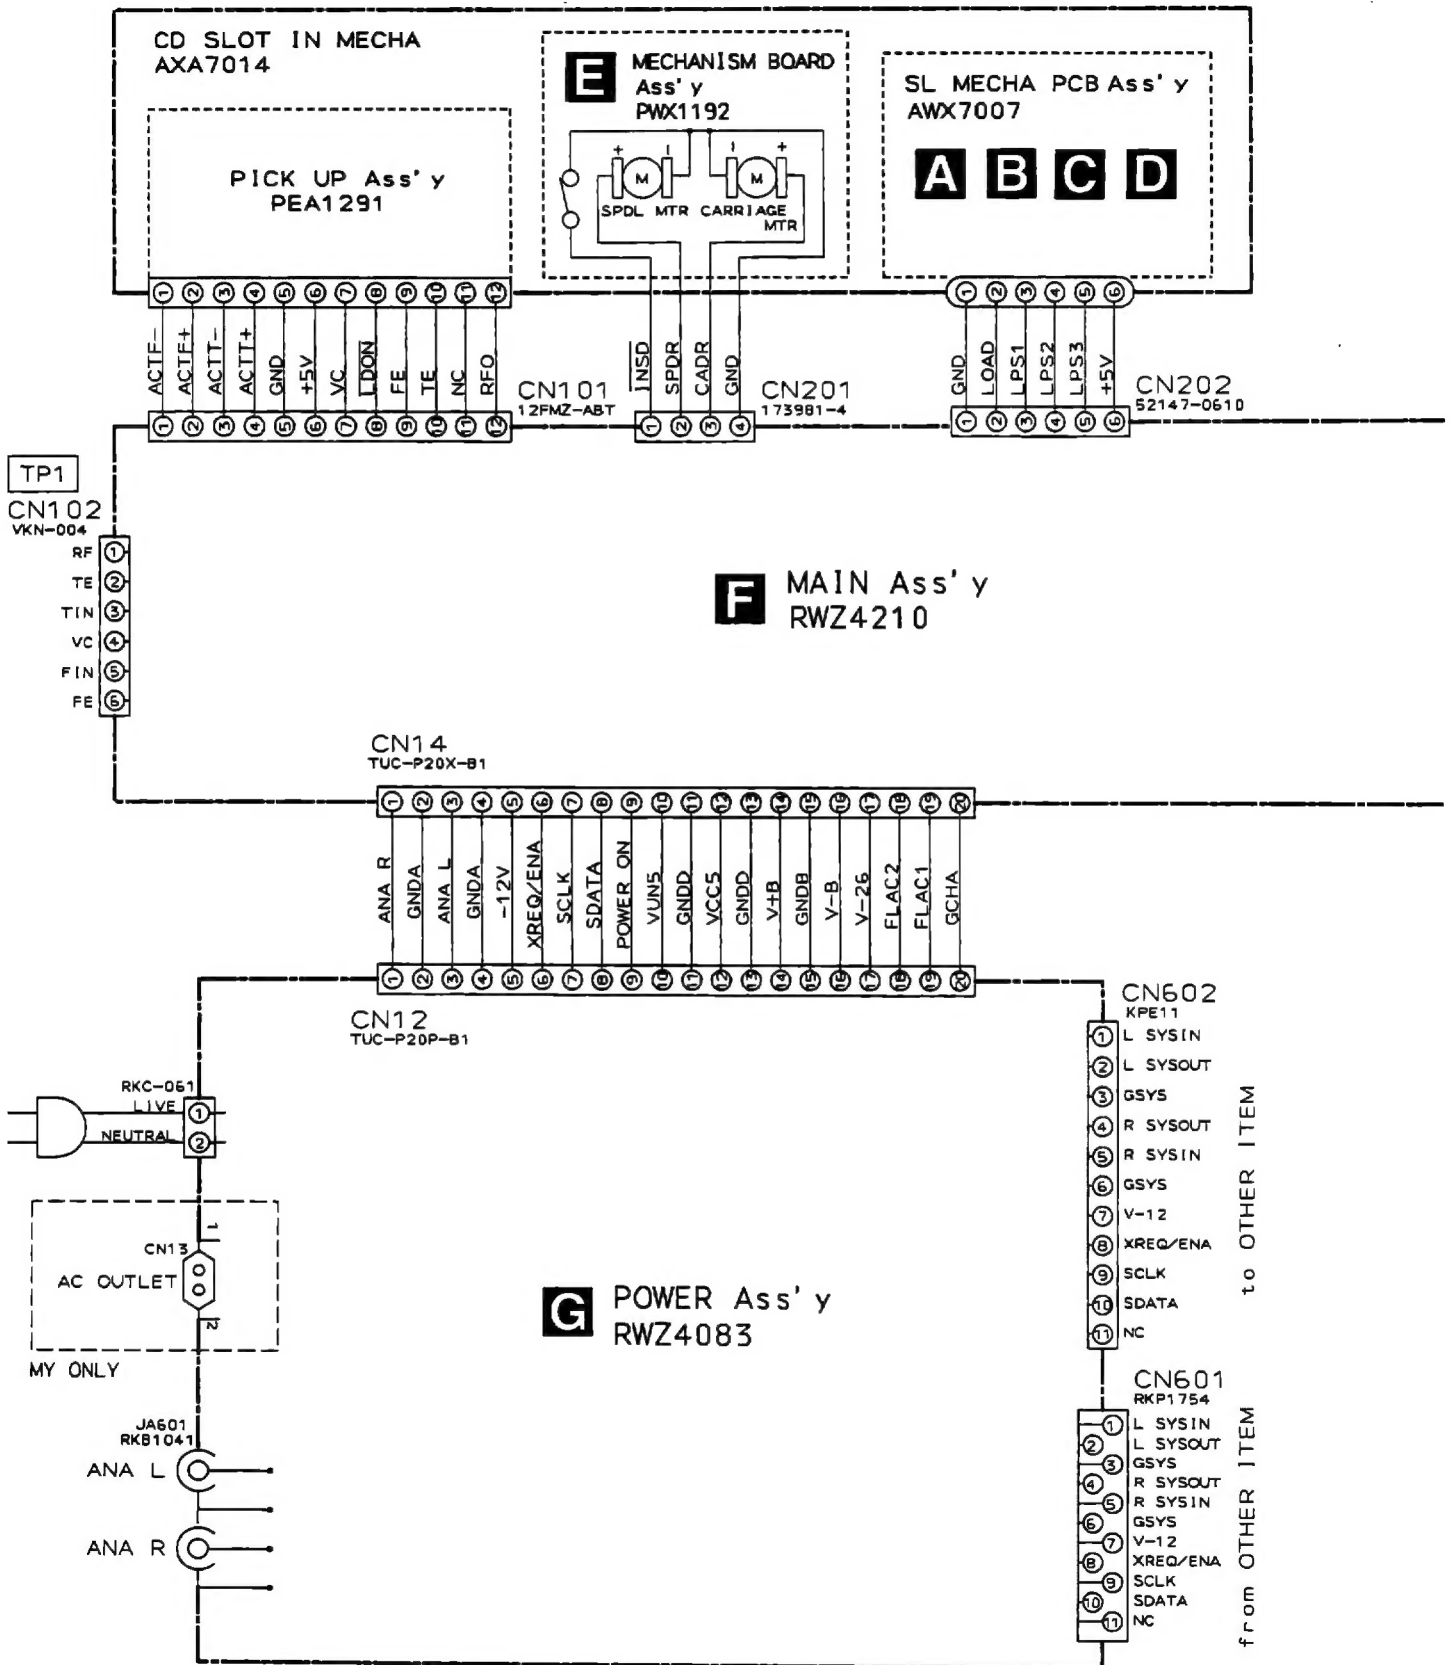 CD SLOT IN MECHA
AXA7014
PICK UP Ass'y
PEA1291
E
MECHANISM BOARD
Ass'y
PWX1192
+ - - +
M M
SPDL MTR CARRIAGE
MTR
SL MECHA PCB Ass'y
AWX7007
A B C D
1 2 3 4 5 6 7 8 9 10 11 12
ACTF-
ACTF+
ACTT-
ACTT+
GND
+5V
VC
LDON
FE
TE
NC
RFO
1 2 3 4 5 6 7 8 9 10 11 12
CN101
12FMZ-ABT
INSD
SPDR
CADR
GND
1 2 3 4
CN201
173981-4
1 2 3 4 5 6
GND
LOAD
LPS1
LPS2
LPS3
+5V
1 2 3 4 5 6
CN202
52147-0610
TP1
CN102
VKN-004
RF 1
TE 2
TIN 3
VC 4
FIN 5
FE 6
F
MAIN Ass'y
RWZ4210
CN14
TUC-P20X-B1
1 2 3 4 5 6 7 8 9 10 11 12 13 14 15 16 17 18 19 20
ANA R
GNDA
ANA L
GNDA
-12V
XREQ/ENA
SCLK
SDATA
POWER ON
VUN5
GNDD
VCC5
GNDD
V+B
GNDB
V-B
V-26
FLAC2
FLAC1
GCHA
1 2 3 4 5 6 7 8 9 10 11 12 13 14 15 16 17 18 19 20
CN12
TUC-P20P-B1
RKC-061
LIVE 1
NEUTRAL 2
1
CN13
AC OUTLET
2
MY ONLY
JA601
RKB1041
ANA L
ANA R
G
POWER Ass'y
RWZ4083
CN602
KPE11
1 L SYSIN
2 L SYSOUT
3 GSYS
4 R SYSOUT
5 R SYSIN
6 GSYS
7 V-12
8 XREQ/ENA
9 SCLK
10 SDATA
11 NC
to OTHER ITEM
CN601
RKP1754
1 L SYSIN
2 L SYSOUT
3 GSYS
4 R SYSOUT
5 R SYSIN
6 GSYS
7 V-12
8 XREQ/ENA
9 SCLK
10 SDATA
11 NC
from OTHER ITEM